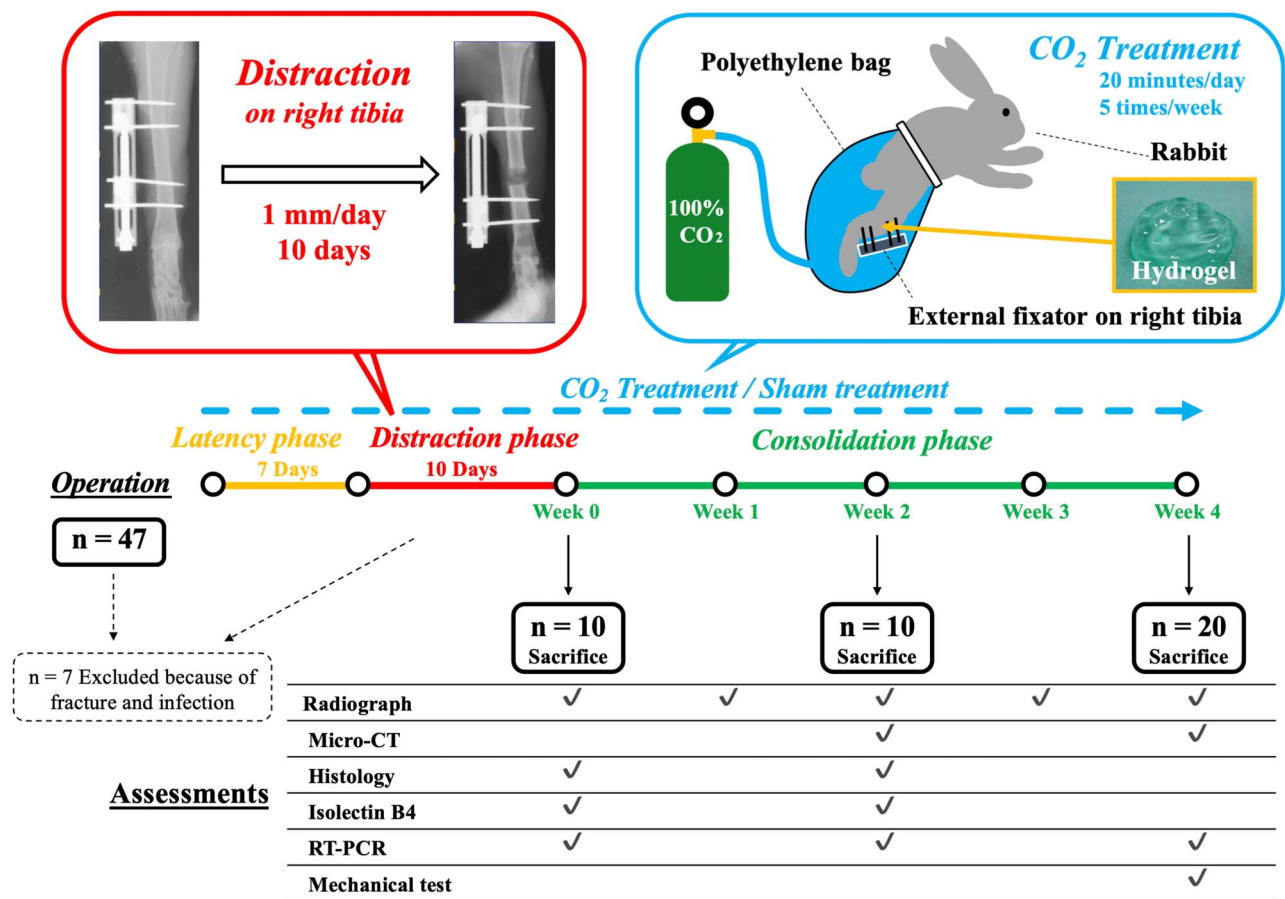 Distraction
on right tibia
1 mm/day
10 days
CO₂ Treatment
20 minutes/day
5 times/week
Polyethylene bag
Rabbit
100%
CO₂
Hydrogel
External fixator on right tibia
CO₂ Treatment / Sham treatment
Latency phase
7 Days
Distraction phase
10 Days
Consolidation phase
Operation
Week 0
Week 1
Week 2
Week 3
Week 4
n = 47
n = 10
Sacrifice
n = 10
Sacrifice
n = 20
Sacrifice
n = 7 Excluded because of
fracture and infection
Assessments
Radiograph ✓ ✓ ✓ ✓ ✓
Micro-CT ✓ ✓
Histology ✓ ✓
Isolectin B4 ✓ ✓
RT-PCR ✓ ✓ ✓
Mechanical test ✓